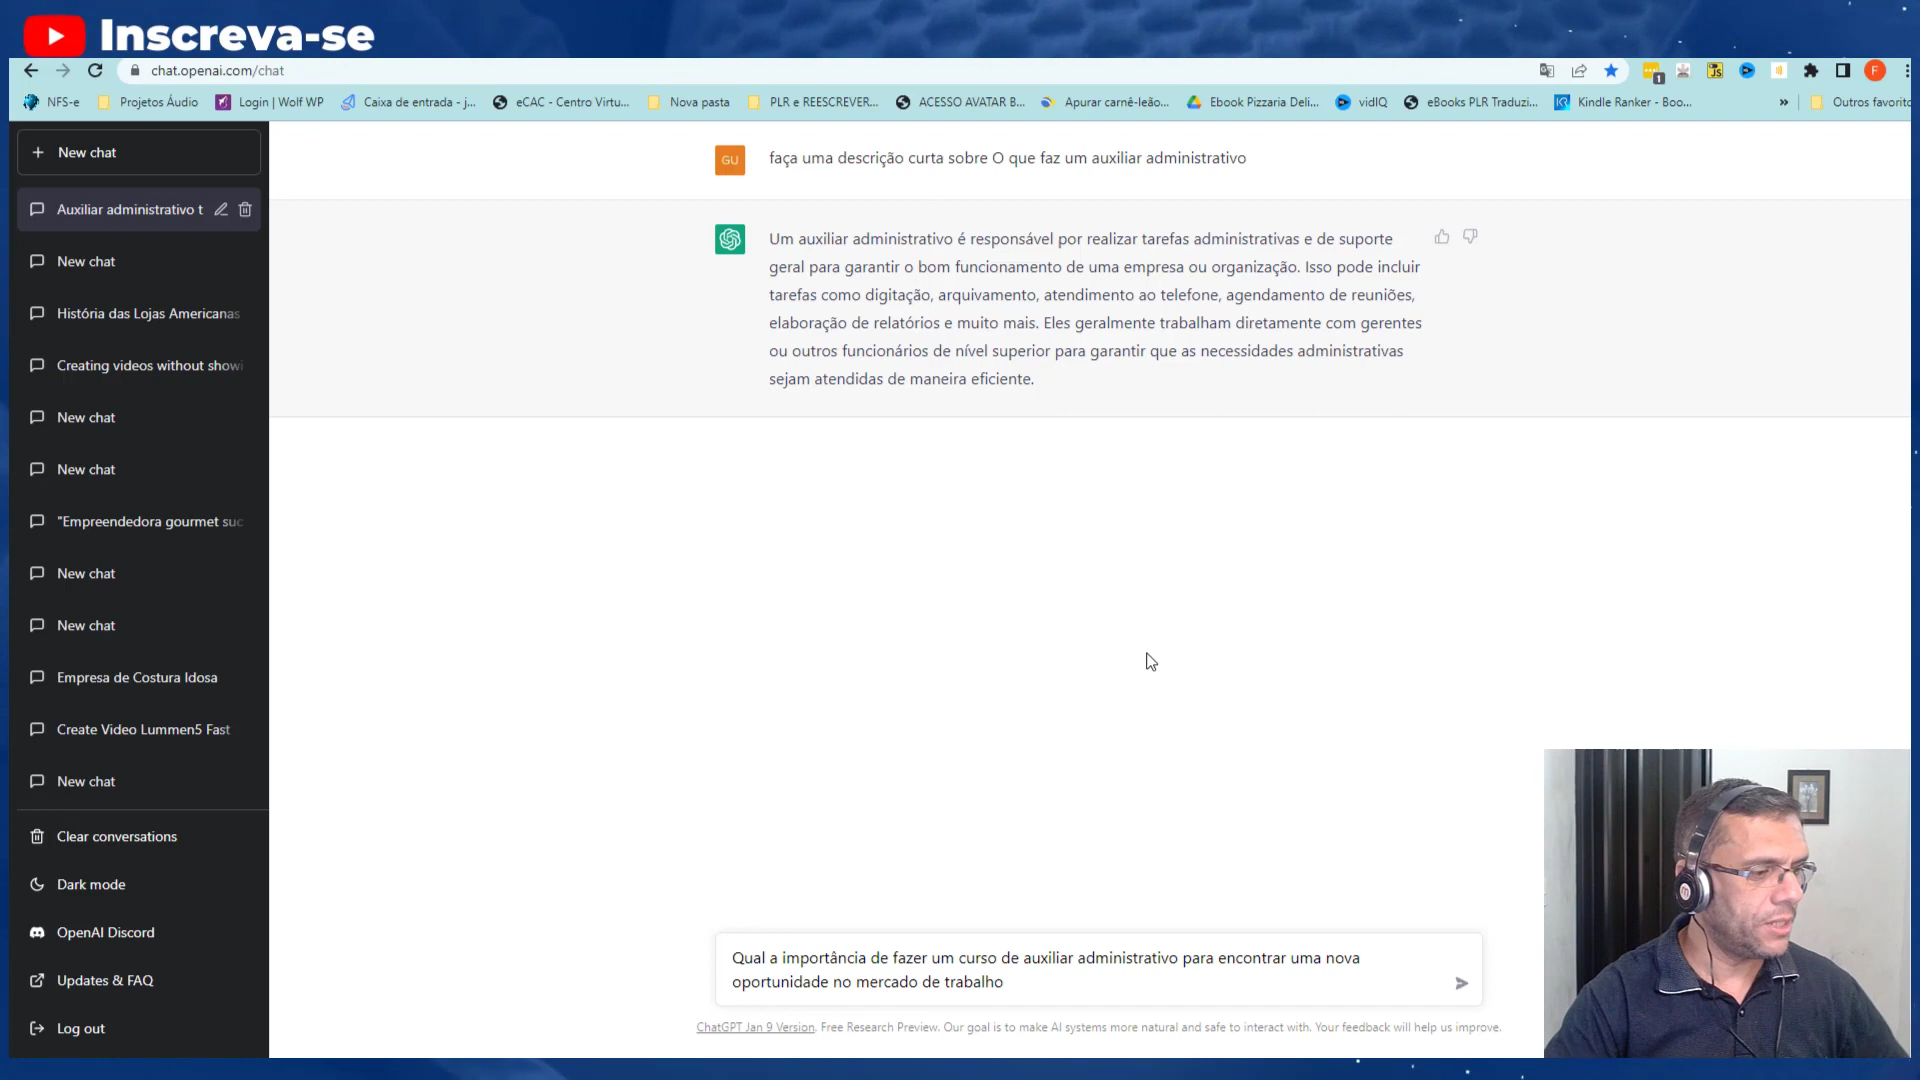 Inscreva-se
chat.openai.com/chat
1
JS
F
NFS-e
Projetos Áudio
Login | Wolf WP
Caixa de entrada - j...
eCAC - Centro Virtu...
Nova pasta
PLR e REESCREVER...
ACESSO AVATAR B...
Apurar carnê-leão...
Ebook Pizzaria Deli...
vidIQ
eBooks PLR Traduzi...
KR
Kindle Ranker - Boo...
»
Outros favorito
+ New chat
Auxiliar administrativo t
New chat
História das Lojas Americanas
Creating videos without showi
New chat
New chat
"Empreendedora gourmet suc
New chat
New chat
Empresa de Costura Idosa
Create Video Lummen5 Fast
New chat
Clear conversations
Dark mode
OpenAI Discord
Updates & FAQ
Log out
GU
faça uma descrição curta sobre O que faz um auxiliar administrativo
Um auxiliar administrativo é responsável por realizar tarefas administrativas e de suporte
geral para garantir o bom funcionamento de uma empresa ou organização. Isso pode incluir
tarefas como digitação, arquivamento, atendimento ao telefone, agendamento de reuniões,
elaboração de relatórios e muito mais. Eles geralmente trabalham diretamente com gerentes
ou outros funcionários de nível superior para garantir que as necessidades administrativas
sejam atendidas de maneira eficiente.
Qual a importância de fazer um curso de auxiliar administrativo para encontrar uma nova
oportunidade no mercado de trabalho
ChatGPT Jan 9 Version. Free Research Preview. Our goal is to make AI systems more natural and safe to interact with. Your feedback will help us improve.